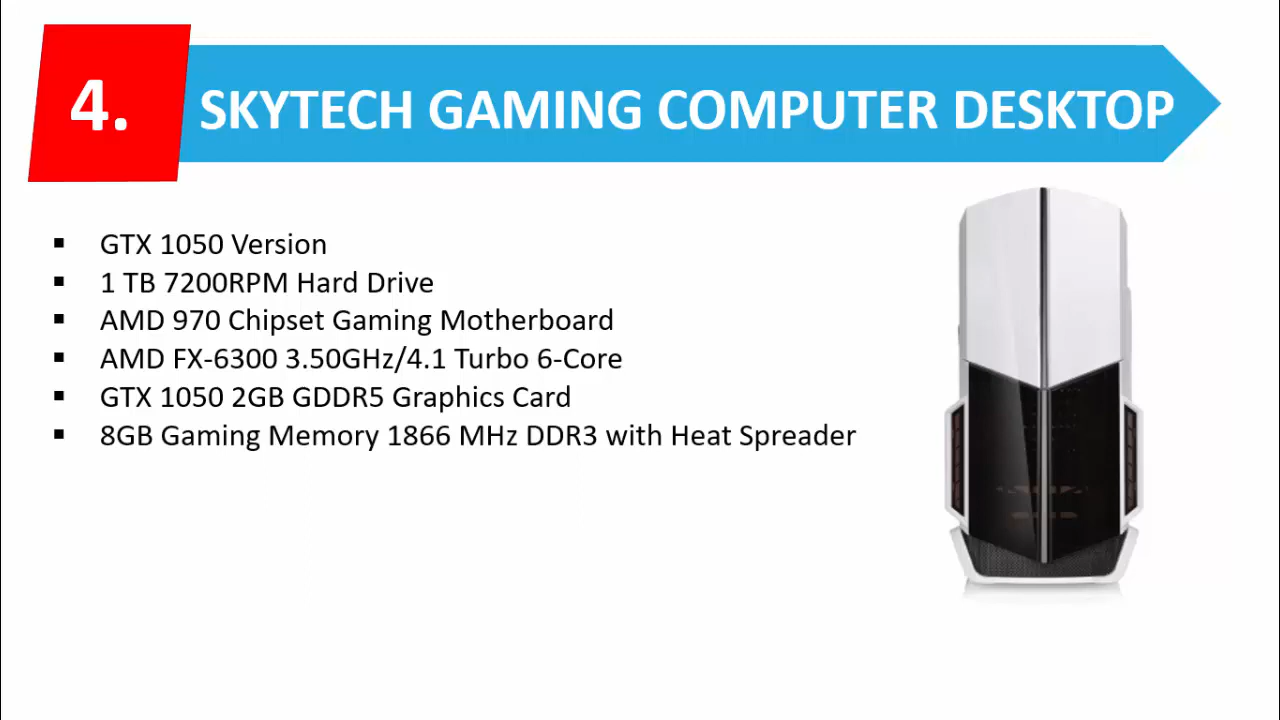 4.
SKYTECH GAMING COMPUTER DESKTOP
GTX 1050 Version
1 TB 7200RPM Hard Drive
AMD 970 Chipset Gaming Motherboard
AMD FX-6300 3.50GHz/4.1 Turbo 6-Core
GTX 1050 2GB GDDR5 Graphics Card
8GB Gaming Memory 1866 MHz DDR3 with Heat Spreader